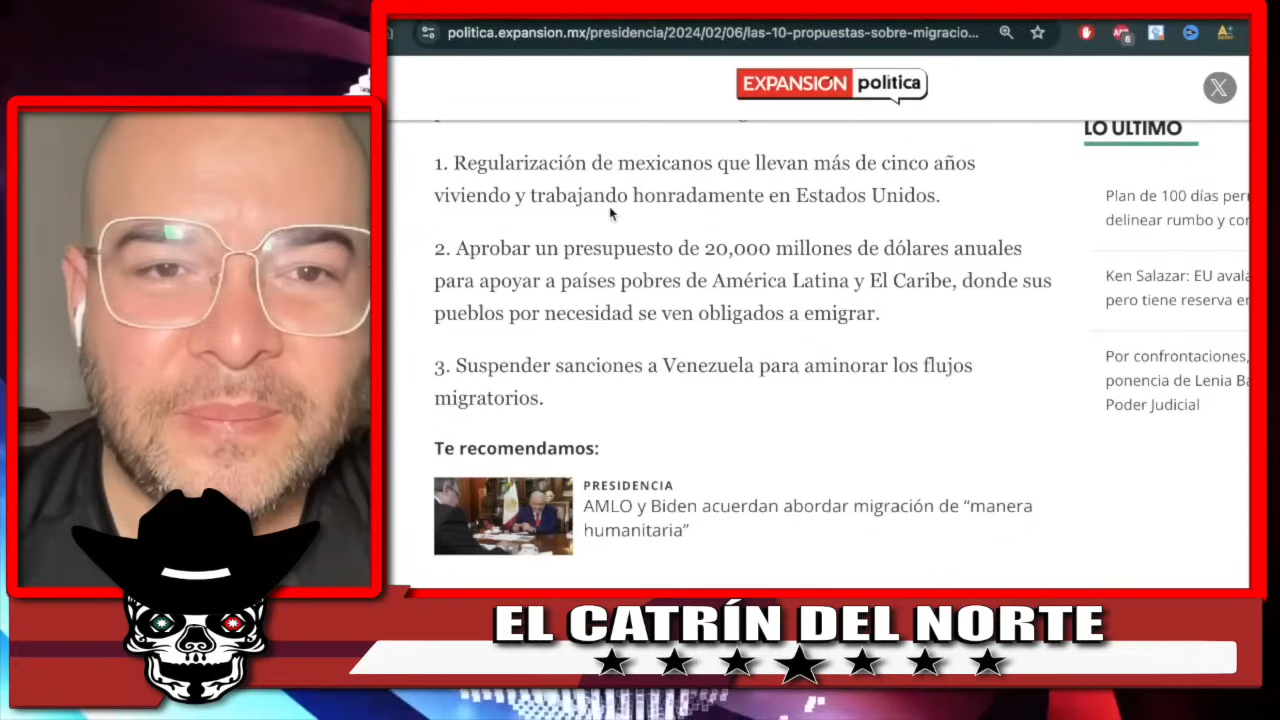 politica.expansion.mx/presidencia/2024/02/06/las-10-propuestas-sobre-migracio...
6
EXPANSIÓN política
LO ÚLTIMO
1. Regularización de mexicanos que llevan más de cinco años
viviendo y trabajando honradamente en Estados Unidos.
2. Aprobar un presupuesto de 20,000 millones de dólares anuales
para apoyar a países pobres de América Latina y El Caribe, donde sus
pueblos por necesidad se ven obligados a emigrar.
3. Suspender sanciones a Venezuela para aminorar los flujos
migratorios.
Te recomendamos:
PRESIDENCIA
AMLO y Biden acuerdan abordar migración de “manera
humanitaria”
Plan de 100 días
delinear rumbo y
Ken Salazar: EU
pero tiene reserva
Por confrontaciones,
ponencia de Lenia
Poder Judicial
EL CATRÍN DEL NORTE